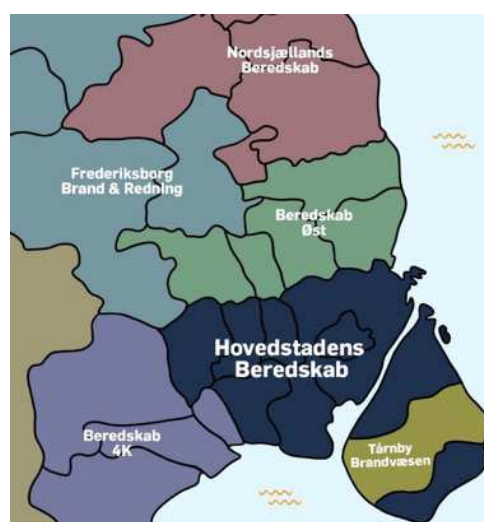 Nordsjællands
Beredskab
Frederiksborg
Brand & Redning
Beredskab
Øst
Hovedstadens
Beredskab
Beredskab
4K
Tårnby
Brandvæsen